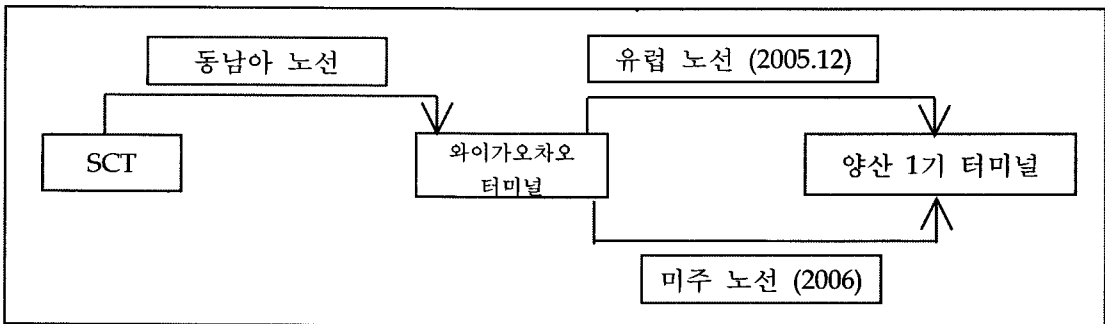 동남아 노선
유럽 노선 (2005.12)
SCT
와이가오차오
터미널
양산 1기 터미널
미주 노선 (2006)